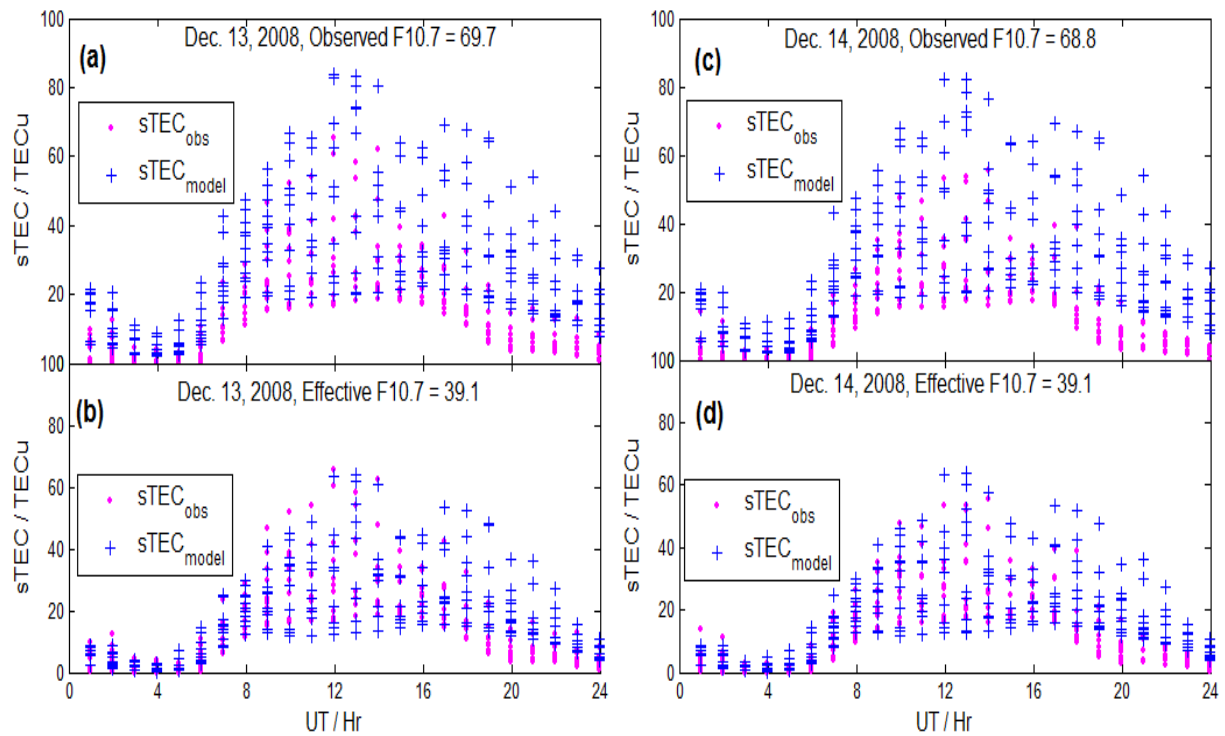 Dec. 13, 2008, Observed F10.7 = 69.7
(a)
sTEC_obs
sTEC_model
sTEC / TECu
100
80
60
40
20
100
Dec. 13, 2008, Effective F10.7 = 39.1
(b)
sTEC_obs
sTEC_model
sTEC / TECu
80
60
40
20
0
0 4 8 12 16 20 24
UT / Hr
Dec. 14, 2008, Observed F10.7 = 68.8
(c)
sTEC_obs
sTEC_model
sTEC / TECu
100
80
60
40
20
100
Dec. 14, 2008, Effective F10.7 = 39.1
(d)
sTEC_obs
sTEC_model
sTEC / TECu
80
60
40
20
0
0 4 8 12 16 20 24
UT / Hr